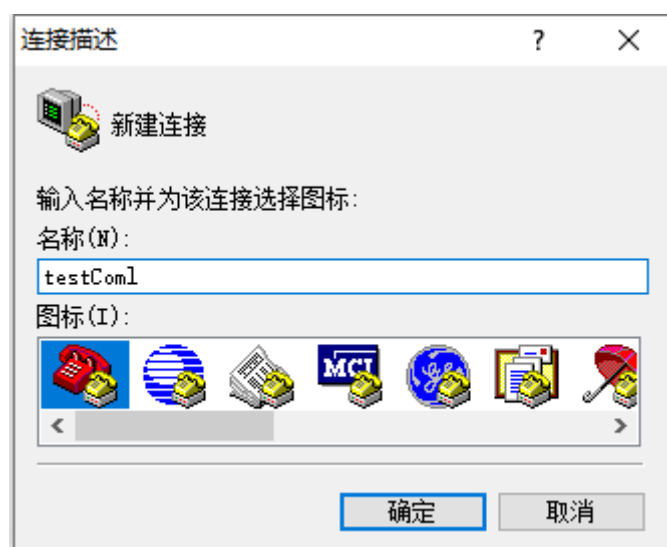 连接描述
?
新建连接
输入名称并为该连接选择图标:
名称(N):
testCom1
图标(I):
MCI
确定
取消